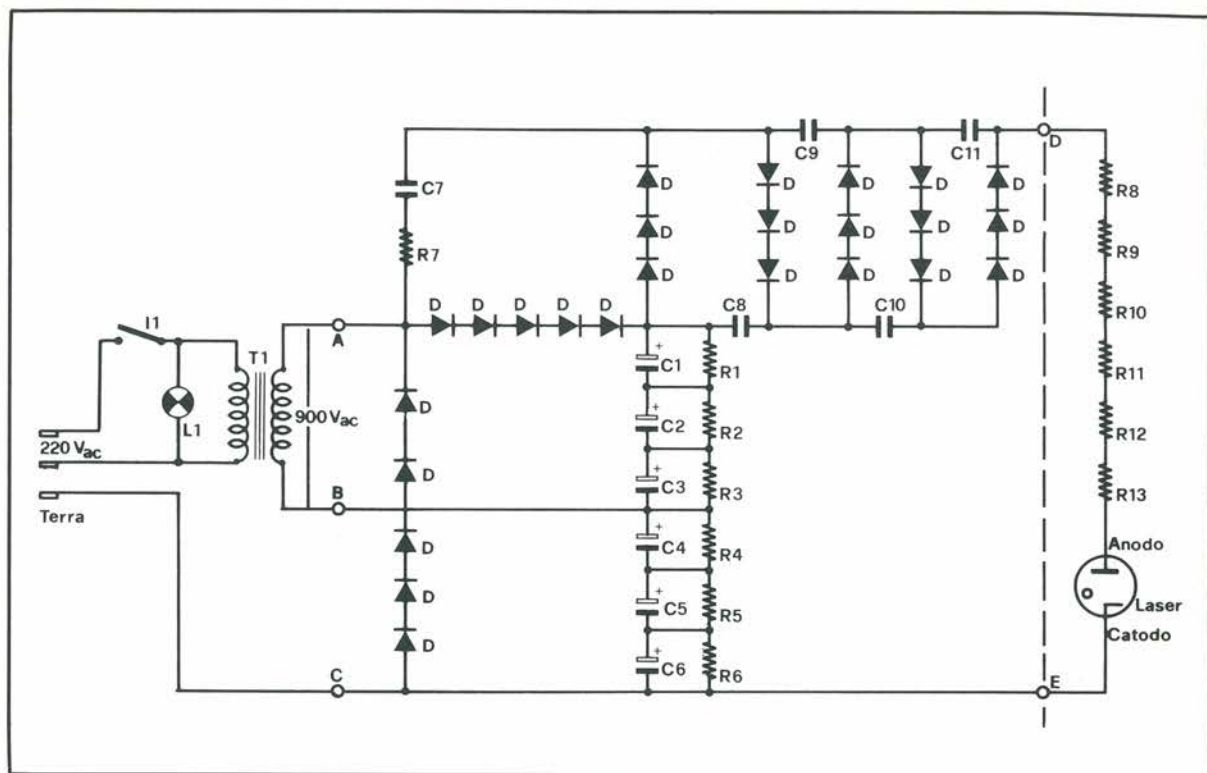 C9
C11
D
C7
D D D D D
R8
D D D D D
R9
R7
D D D D D
R10
D D D D D
C8
C10
I1
A
R11
T1
C1
R1
900 Vac
D
C2
R2
R12
L1
220 Vac
D
C3
R3
R13
B
Terra
D
C4
R4
Anodo
D
C5
R5
Laser
Catodo
D
C6
R6
C
E